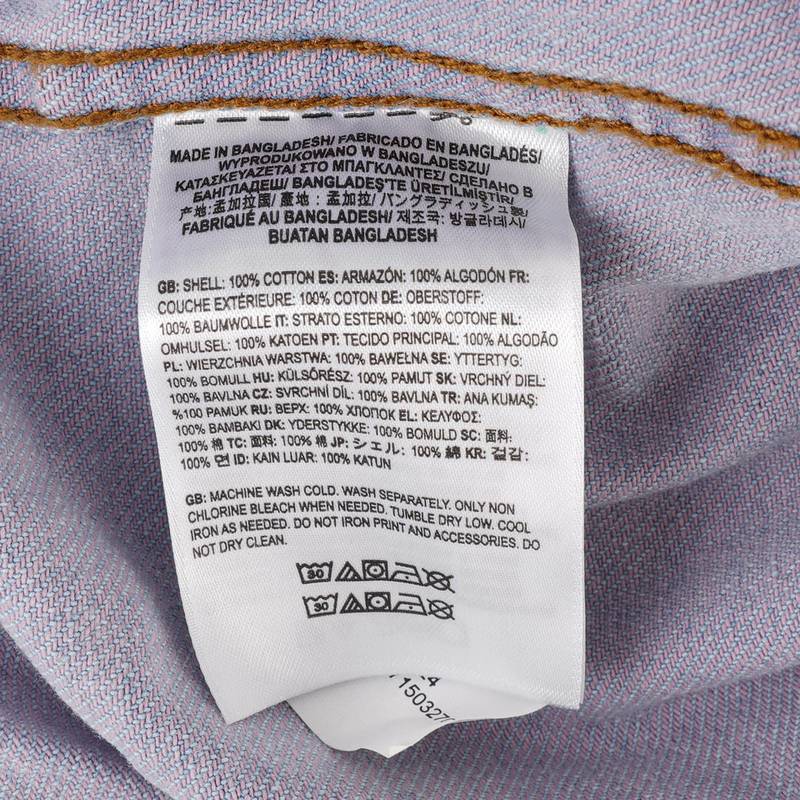 MADE IN BANGLADESH/ FABRICADO EN BANGLADÉS/
WYPRODUKOWANO W BANGLADESZU/
ΚΑΤΑΣΚΕΥΑΖΕΤΑΙ ΣΤΟ ΜΠΑΓΚΛΑΝΤΕΣ/ СДЕЛАНО В
БАНГЛАДЕШ/ BANGLADEŞ'TE ÜRETİLMİŞTİR/
产地:孟加拉国/ 產地:孟加拉/ バングラディッシュ製/
FABRIQUÉ AU BANGLADESH/ 제조국: 방글라데시/
BUATAN BANGLADESH
GB: SHELL: 100% COTTON ES: ARMAZÓN: 100% ALGODÓN FR:
COUCHE EXTÉRIEURE: 100% COTON DE: OBERSTOFF:
100% BAUMWOLLE IT: STRATO ESTERNO: 100% COTONE NL:
OMHULSEL: 100% KATOEN PT: TECIDO PRINCIPAL: 100% ALGODÃO
PL: WIERZCHNIA WARSTWA: 100% BAWEŁNA SE: YTTERTYG:
100% BOMULL HU: KÜLSŐRÉSZ: 100% PAMUT SK: VRCHNÝ DIEL:
100% BAVLNA CZ: SVRCHNÍ DÍL: 100% BAVLNA TR: ANA KUMAŞ:
%100 PAMUK RU: ВЕРХ: 100% ХЛОПОК EL: ΚΕΛΥΦΟΣ:
100% ΒΑΜΒΑΚΙ DK: YDERSTYKKE: 100% BOMULD SC: 面料:
100% 棉 TC: 面料: 100% 棉 JP: シェル: 100% 綿 KR: 겉감:
100% 면 ID: KAIN LUAR: 100% KATUN
GB: MACHINE WASH COLD. WASH SEPARATELY. ONLY NON
CHLORINE BLEACH WHEN NEEDED. TUMBLE DRY LOW. COOL
IRON AS NEEDED. DO NOT IRON PRINT AND ACCESSORIES. DO
NOT DRY CLEAN.
30
30